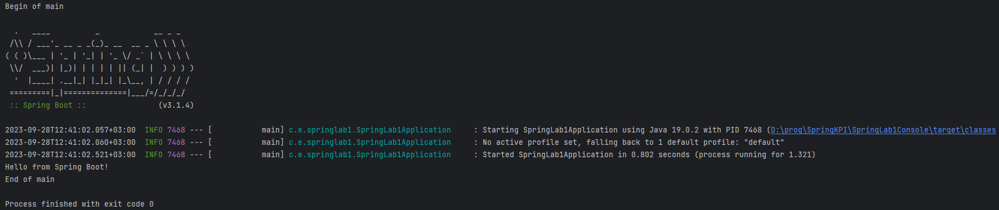 Begin of main
  .   ____          _            __ _ _
 /\\ / ___'_ __ _ _(_)_ __  __ _ \ \ \ \
( ( )\___ | '_ | '_| | '_ \/ _` | \ \ \ \
 \\/  ___)| |_)| | | | | || (_| |  ) ) ) )
  '  |____| .__|_| |_|_| |_\__, | / / / /
 =========|_|==============|___/=/_/_/_/
 :: Spring Boot ::                (v3.1.4)
2023-09-28T12:41:02.057+03:00  INFO 7468 --- [           main] c.e.springlab1.SpringLab1Application     : Starting SpringLab1Application using Java 19.0.2 with PID 7468 (D:\prog\SpringKPI\SpringLab1Console\target\classes
2023-09-28T12:41:02.060+03:00  INFO 7468 --- [           main] c.e.springlab1.SpringLab1Application     : No active profile set, falling back to 1 default profile: "default"
2023-09-28T12:41:02.521+03:00  INFO 7468 --- [           main] c.e.springlab1.SpringLab1Application     : Started SpringLab1Application in 0.802 seconds (process running for 1.321)
Hello from Spring Boot!
End of main
Process finished with exit code 0